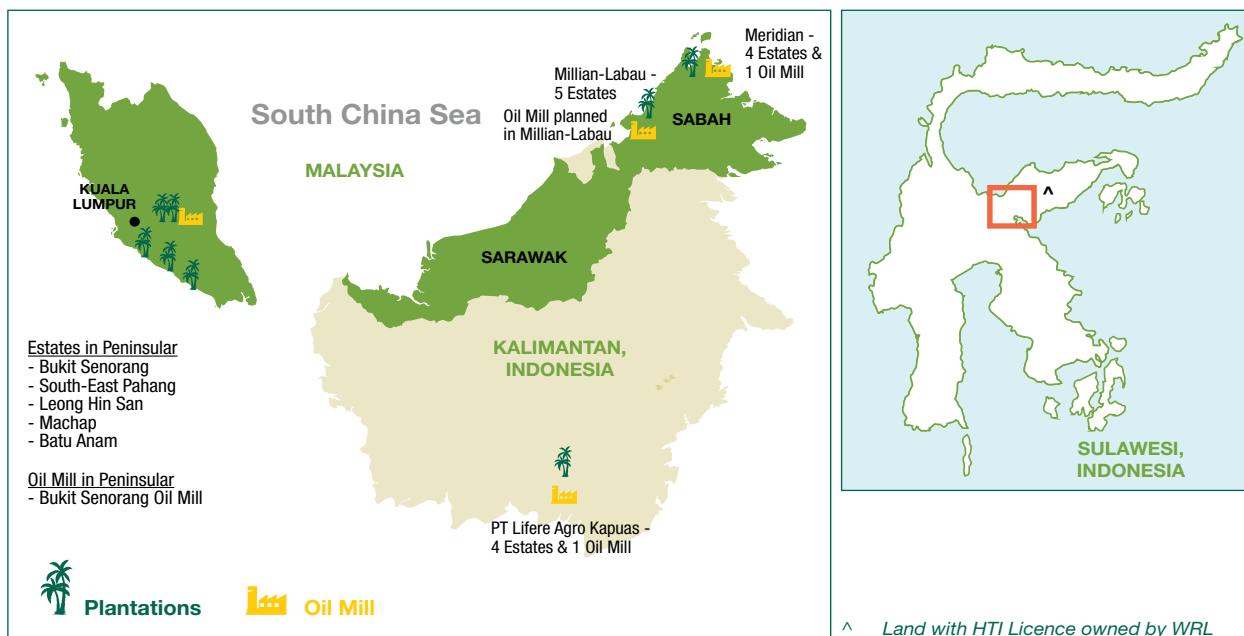 Meridian -
4 Estates &
1 Oil Mill
Millian-Labau -
5 Estates
Oil Mill planned
in Millian-Labau
South China Sea
SABAH
MALAYSIA
KUALA
LUMPUR
SARAWAK
Estates in Peninsular
- Bukit Senorang
- South-East Pahang
- Leong Hin San
- Machap
- Batu Anam
Oil Mill in Peninsular
- Bukit Senorang Oil Mill
KALIMANTAN,
INDONESIA
PT Lifere Agro Kapuas -
4 Estates & 1 Oil Mill
Plantations
Oil Mill
^
SULAWESI,
INDONESIA
^ Land with HTI Licence owned by WRL